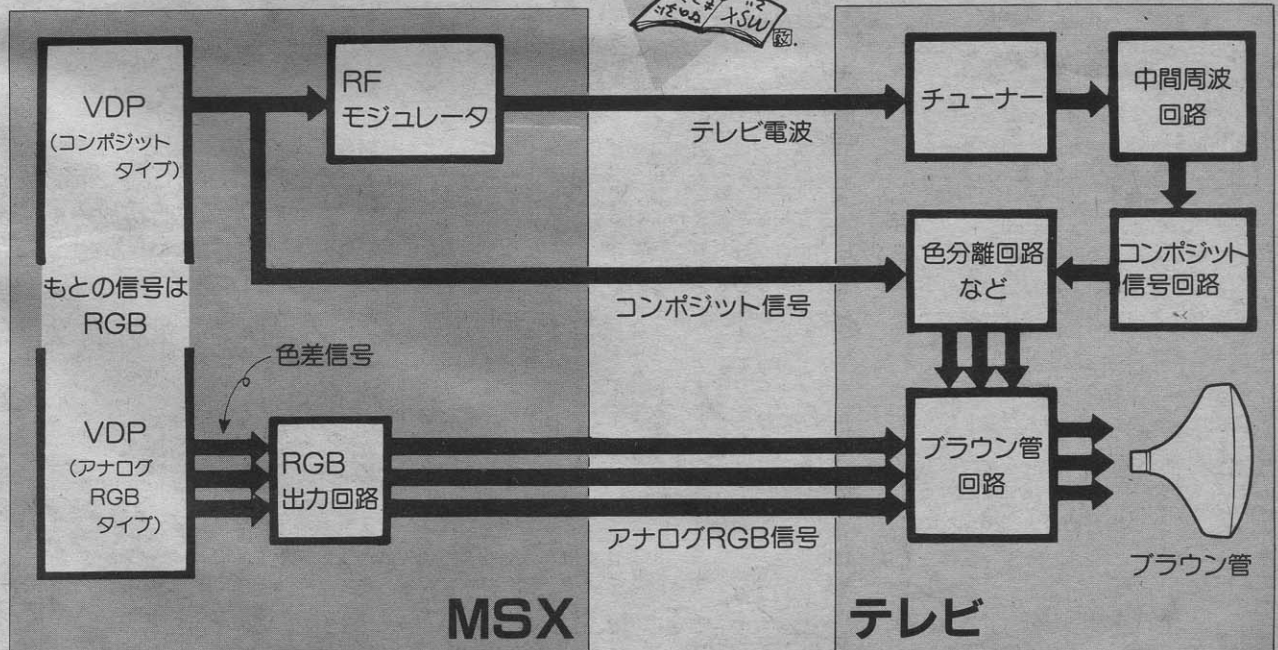 MSX
VDP
(コンポジット
タイプ)
RF
モジュレータ
テレビ電波
チューナー
中間周波
回路
もとの信号は
RGB
コンポジット信号
色分離回路
など
コンポジット
信号回路
色差信号
VDP
(アナログ
RGB
タイプ)
RGB
出力回路
アナログRGB信号
ブラウン管
回路
ブラウン管
MSX
テレビ